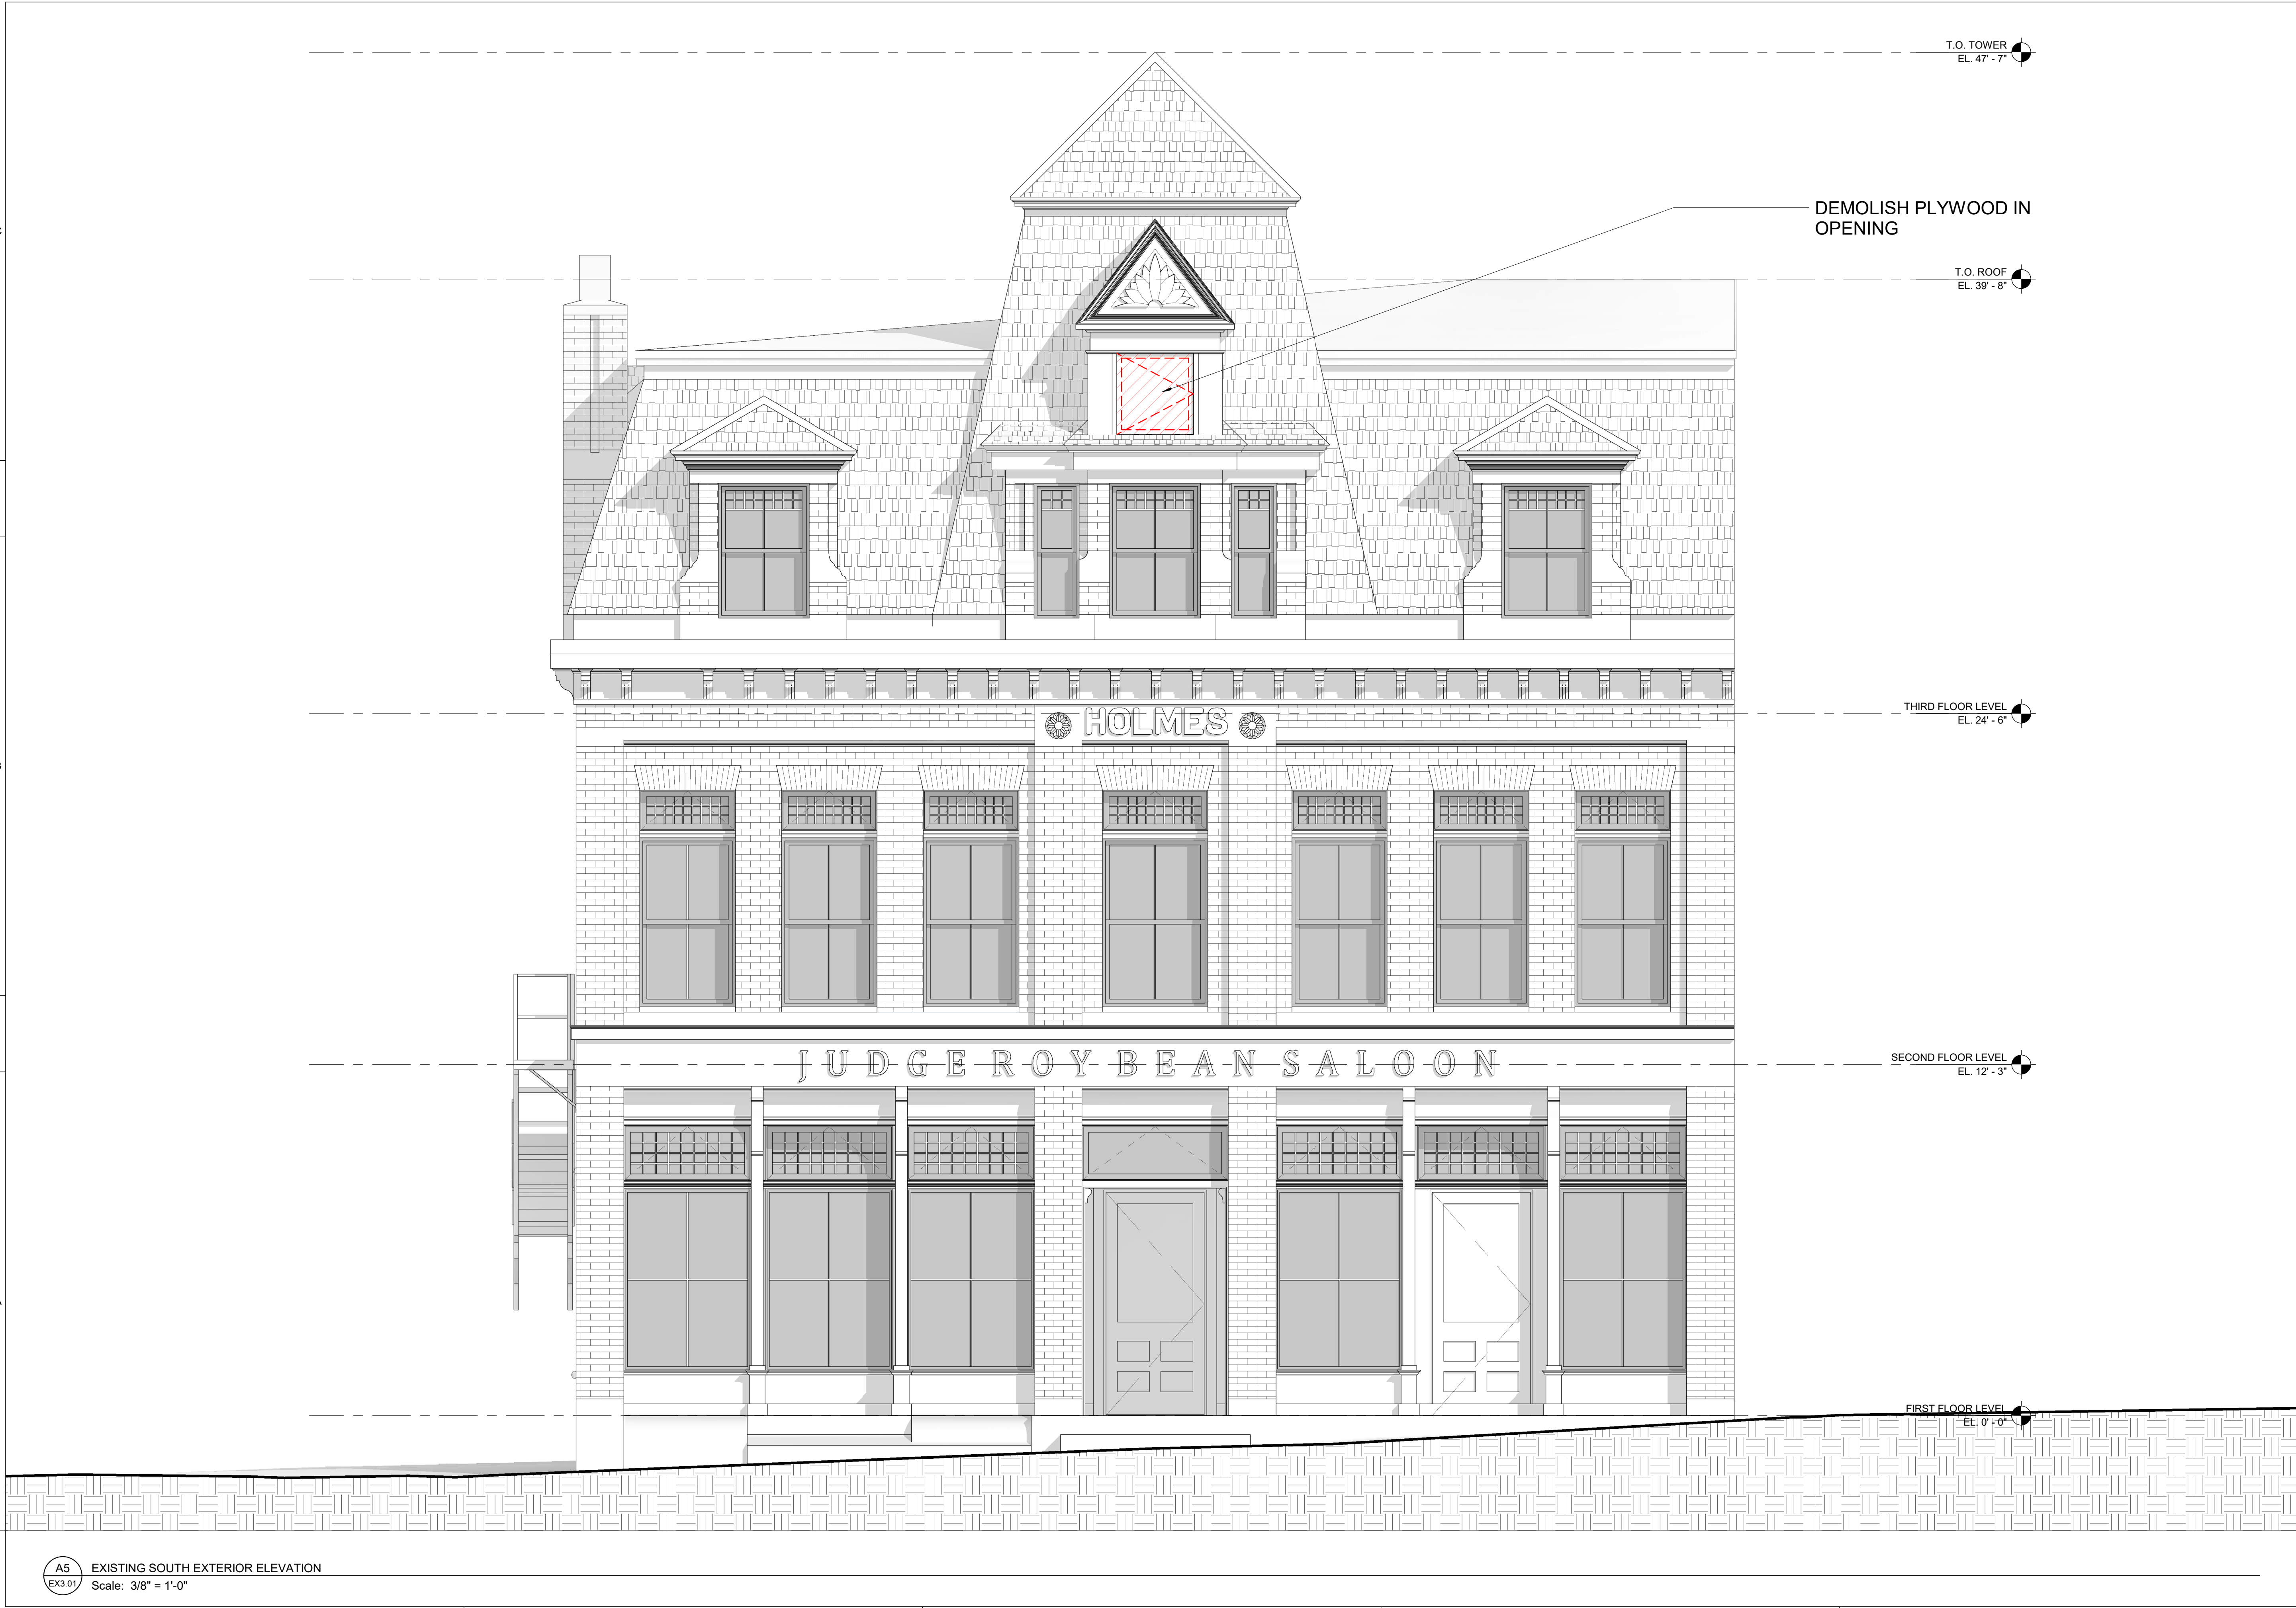 T.O. TOWER
EL. 47' - 7"
DEMOLISH PLYWOOD IN
OPENING
T.O. ROOF
EL. 39' - 8"
THIRD FLOOR LEVEL
EL. 24' - 6"
HOLMES
SECOND FLOOR LEVEL
EL. 12' - 3"
JUDGE ROY BEAN SALOON
FIRST FLOOR LEVEL
EL. 0' - 0"
A5
EX3.01
EXISTING SOUTH EXTERIOR ELEVATION
Scale: 3/8" = 1'-0"